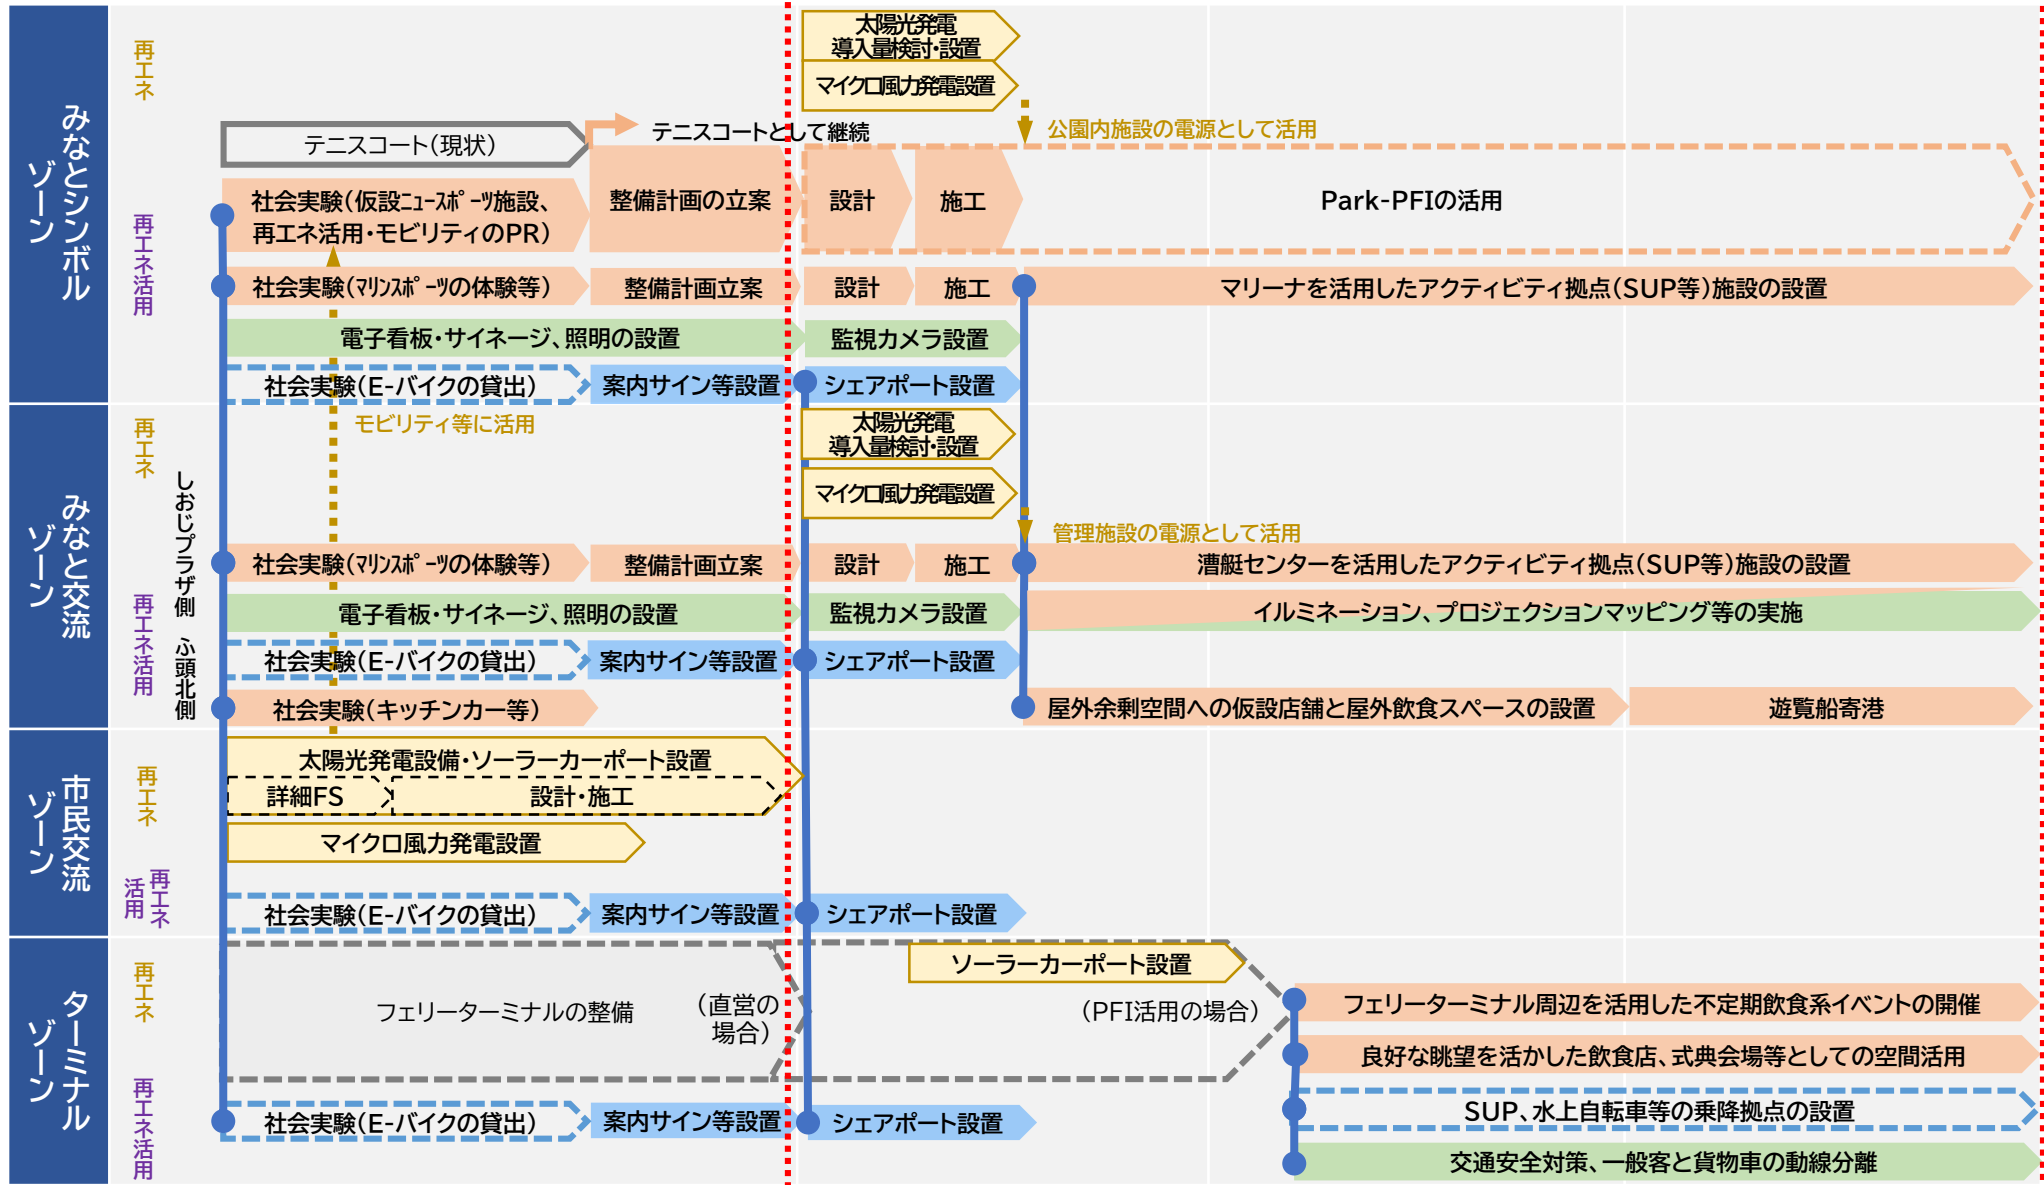 みなとシンボル
ゾーン
再エネ
太陽光発電
導入量検討・設置
マイクロ風力発電設置
テニスコート(現状)
テニスコートとして継続
公園内施設の電源として活用
再エネ活用
社会実験(仮設ニュースポーツ施設、
再エネ活用・モビリティのPR)
整備計画の立案
設計
施工
Park-PFIの活用
社会実験(マリンスポーツの体験等)
整備計画立案
設計
施工
マリーナを活用したアクティビティ拠点(SUP等)施設の設置
電子看板・サイネージ、照明の設置
監視カメラ設置
社会実験(E-バイクの貸出)
案内サイン等設置
シェアポート設置
みなと交流
ゾーン
再エネ
モビリティ等に活用
太陽光発電
導入量検討・設置
マイクロ風力発電設置
管理施設の電源として活用
しおじプラザ側
ふ頭北側
再エネ活用
社会実験(マリンスポーツの体験等)
整備計画立案
設計
施工
漕艇センターを活用したアクティビティ拠点(SUP等)施設の設置
電子看板・サイネージ、照明の設置
監視カメラ設置
イルミネーション、プロジェクションマッピング等の実施
社会実験(E-バイクの貸出)
案内サイン等設置
シェアポート設置
社会実験(キッチンカー等)
屋外余剰空間への仮設店舗と屋外飲食スペースの設置
遊覧船寄港
市民交流
ゾーン
再エネ
太陽光発電設備・ソーラーカーポート設置
詳細FS
設計・施工
マイクロ風力発電設置
再エネ
活用
社会実験(E-バイクの貸出)
案内サイン等設置
シェアポート設置
ターミナル
ゾーン
再エネ
ソーラーカーポート設置
フェリーターミナルの整備
(直営の
場合)
(PFI活用の場合)
フェリーターミナル周辺を活用した不定期飲食系イベントの開催
良好な眺望を活かした飲食店、式典会場等としての空間活用
再エネ活用
社会実験(E-バイクの貸出)
案内サイン等設置
シェアポート設置
SUP、水上自転車等の乗降拠点の設置
交通安全対策、一般客と貨物車の動線分離